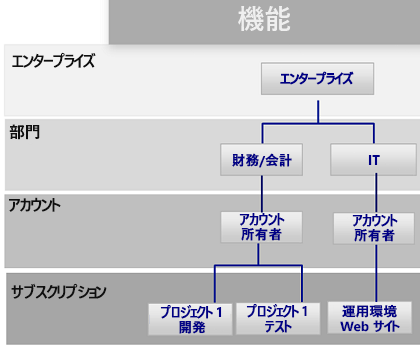 機能
エンタープライズ
エンタープライズ
部門
財務/会計
IT
アカウント
アカウント
所有者
アカウント
所有者
サブスクリプション
プロジェクト 1
開発
プロジェクト 1
テスト
運用環境
Web サイト